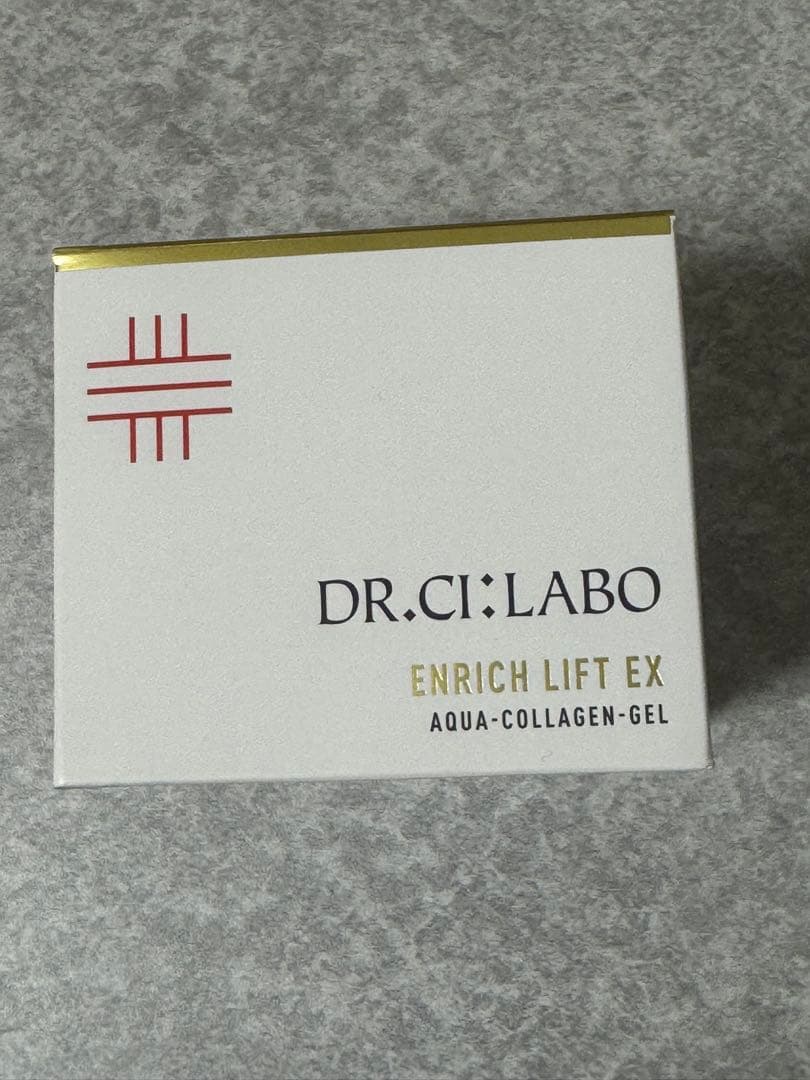 DR.CI:LABO
ENRICH LIFT EX
AQUA-COLLAGEN-GEL